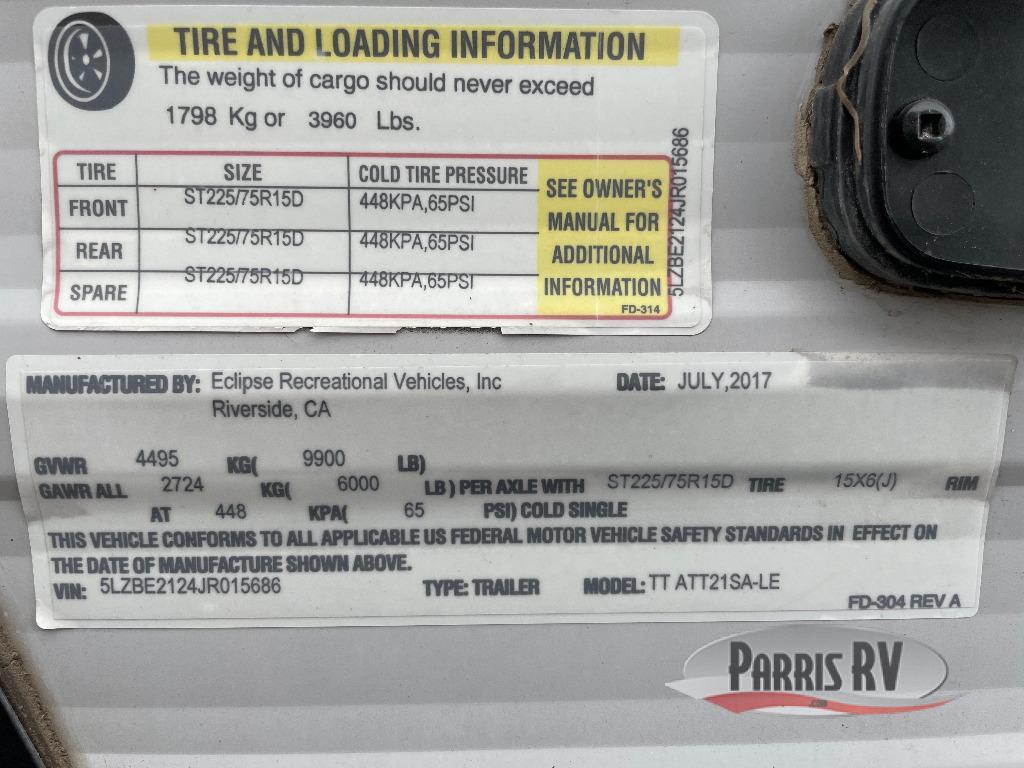 TIRE AND LOADING INFORMATION
The weight of cargo should never exceed
1798 Kg or 3960 Lbs.
TIRE SIZE COLD TIRE PRESSURE
FRONT ST225/75R15D 448KPA,65PSI
REAR ST225/75R15D 448KPA,65PSI
SPARE ST225/75R15D 448KPA,65PSI
SEE OWNER'S
MANUAL FOR
ADDITIONAL
INFORMATION
FD-314
5LZBE2124JR015686
MANUFACTURED BY: Eclipse Recreational Vehicles, Inc DATE: JULY,2017
Riverside, CA
GVWR 4495 KG( 9900 LB)
GAWR ALL 2724 KG( 6000 LB ) PER AXLE WITH ST225/75R15D TIRE 15X6(J) RIM
AT 448 KPA( 65 PSI) COLD SINGLE
THIS VEHICLE CONFORMS TO ALL APPLICABLE US FEDERAL MOTOR VEHICLE SAFETY STANDARDS IN EFFECT ON
THE DATE OF MANUFACTURE SHOWN ABOVE.
VIN: 5LZBE2124JR015686 TYPE: TRAILER MODEL: TT ATT21SA-LE
FD-304 REV A
PARRIS RV
.com